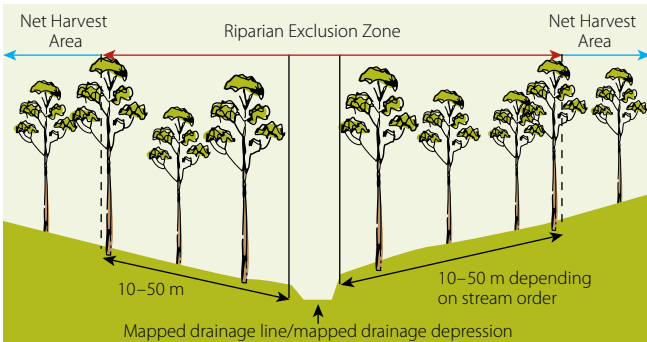 Net Harvest
Area
Riparian Exclusion Zone
Net Harvest
Area
10–50 m
10–50 m depending
on stream order
Mapped drainage line/mapped drainage depression